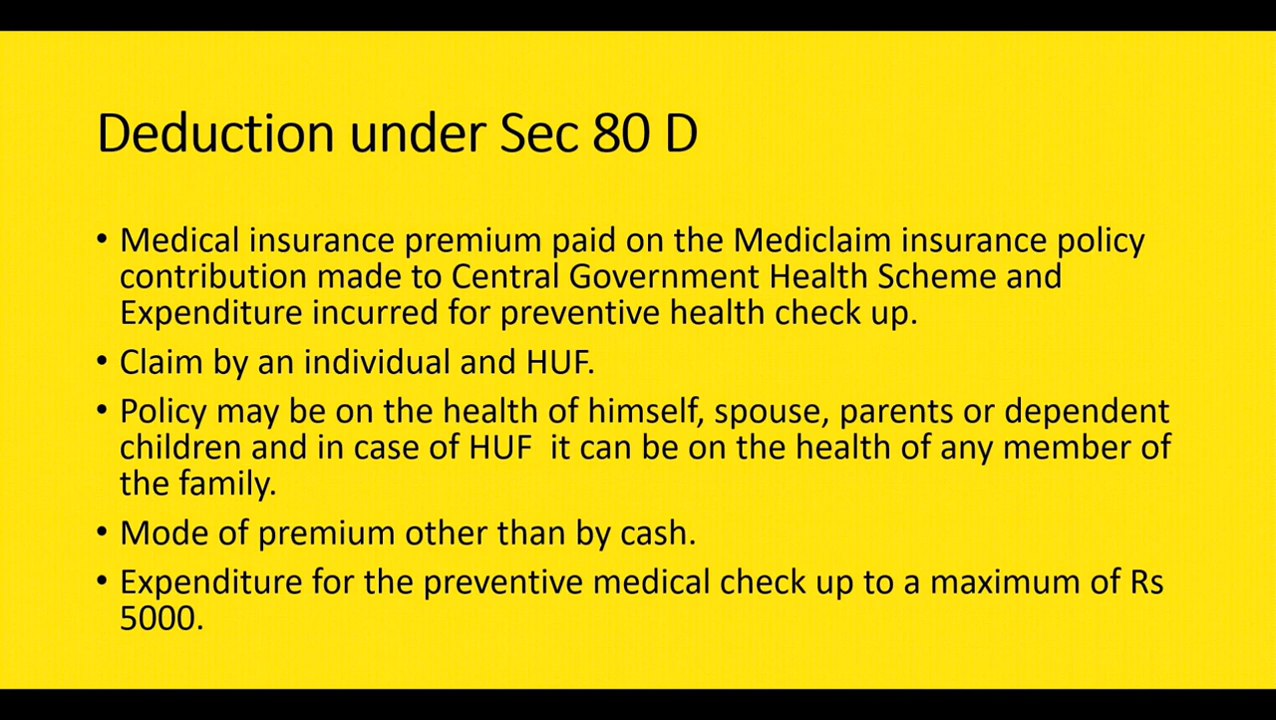 Deduction under Sec 80 D
• Medical insurance premium paid on the Mediclaim insurance policy
contribution made to Central Government Health Scheme and
Expenditure incurred for preventive health check up.
• Claim by an individual and HUF.
• Policy may be on the health of himself, spouse, parents or dependent
children and in case of HUF  it can be on the health of any member of
the family.
• Mode of premium other than by cash.
• Expenditure for the preventive medical check up to a maximum of Rs
5000.